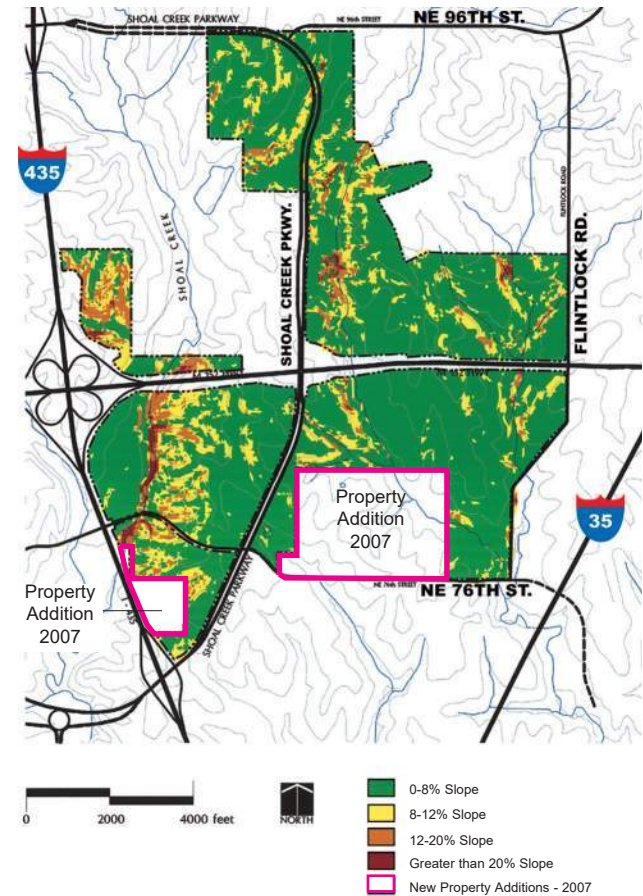 SHOAL CREEK PARKWAY
NE 96th STREET
NE 96TH ST.
435
SHOAL CREEK
SHOAL CREEK PKWY.
FLINTLOCK ROAD
FLINTLOCK RD.
Property
Addition
2007
35
Property
Addition
2007
I-435
SHOAL CREEK PARKWAY
NE 76th STREET
NE 76TH ST.
0 2000 4000 feet
NORTH
0-8% Slope
8-12% Slope
12-20% Slope
Greater than 20% Slope
New Property Additions - 2007